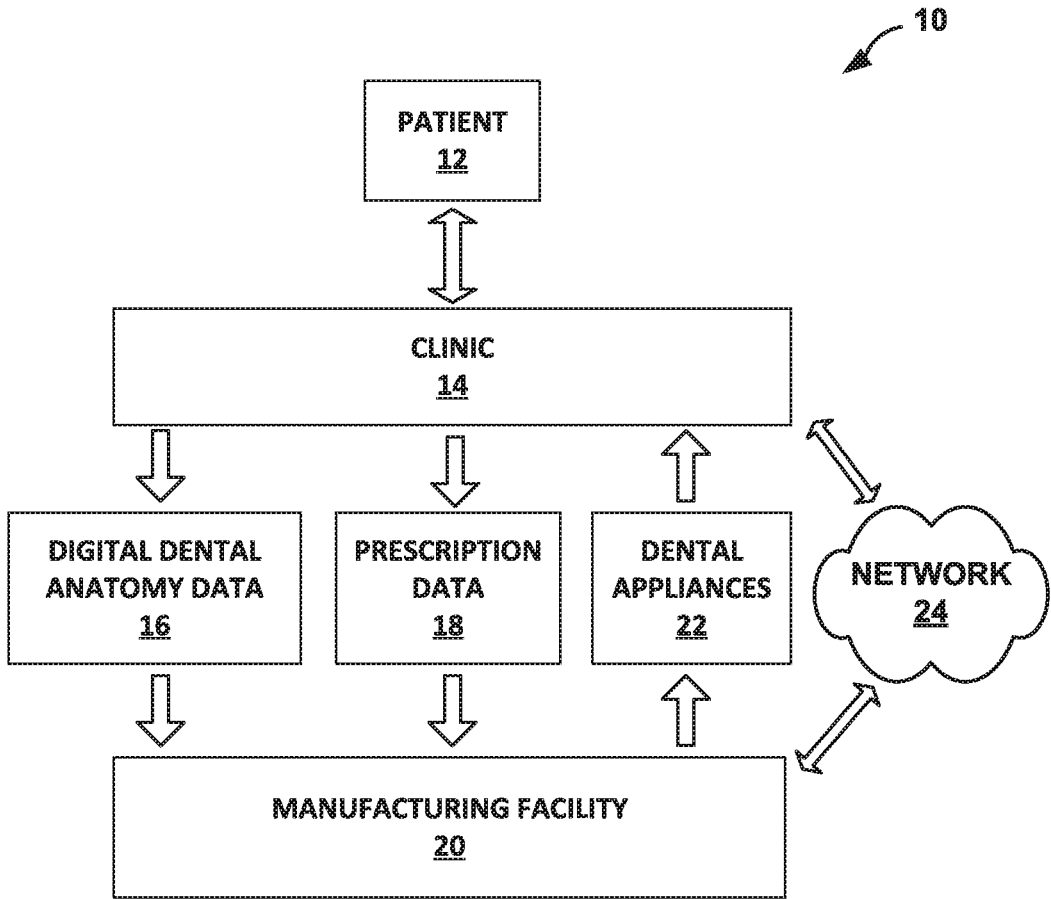 10
PATIENT
12
CLINIC
14
DIGITAL DENTAL
ANATOMY DATA
16
PRESCRIPTION
DATA
18
DENTAL
APPLIANCES
22
NETWORK
24
MANUFACTURING FACILITY
20